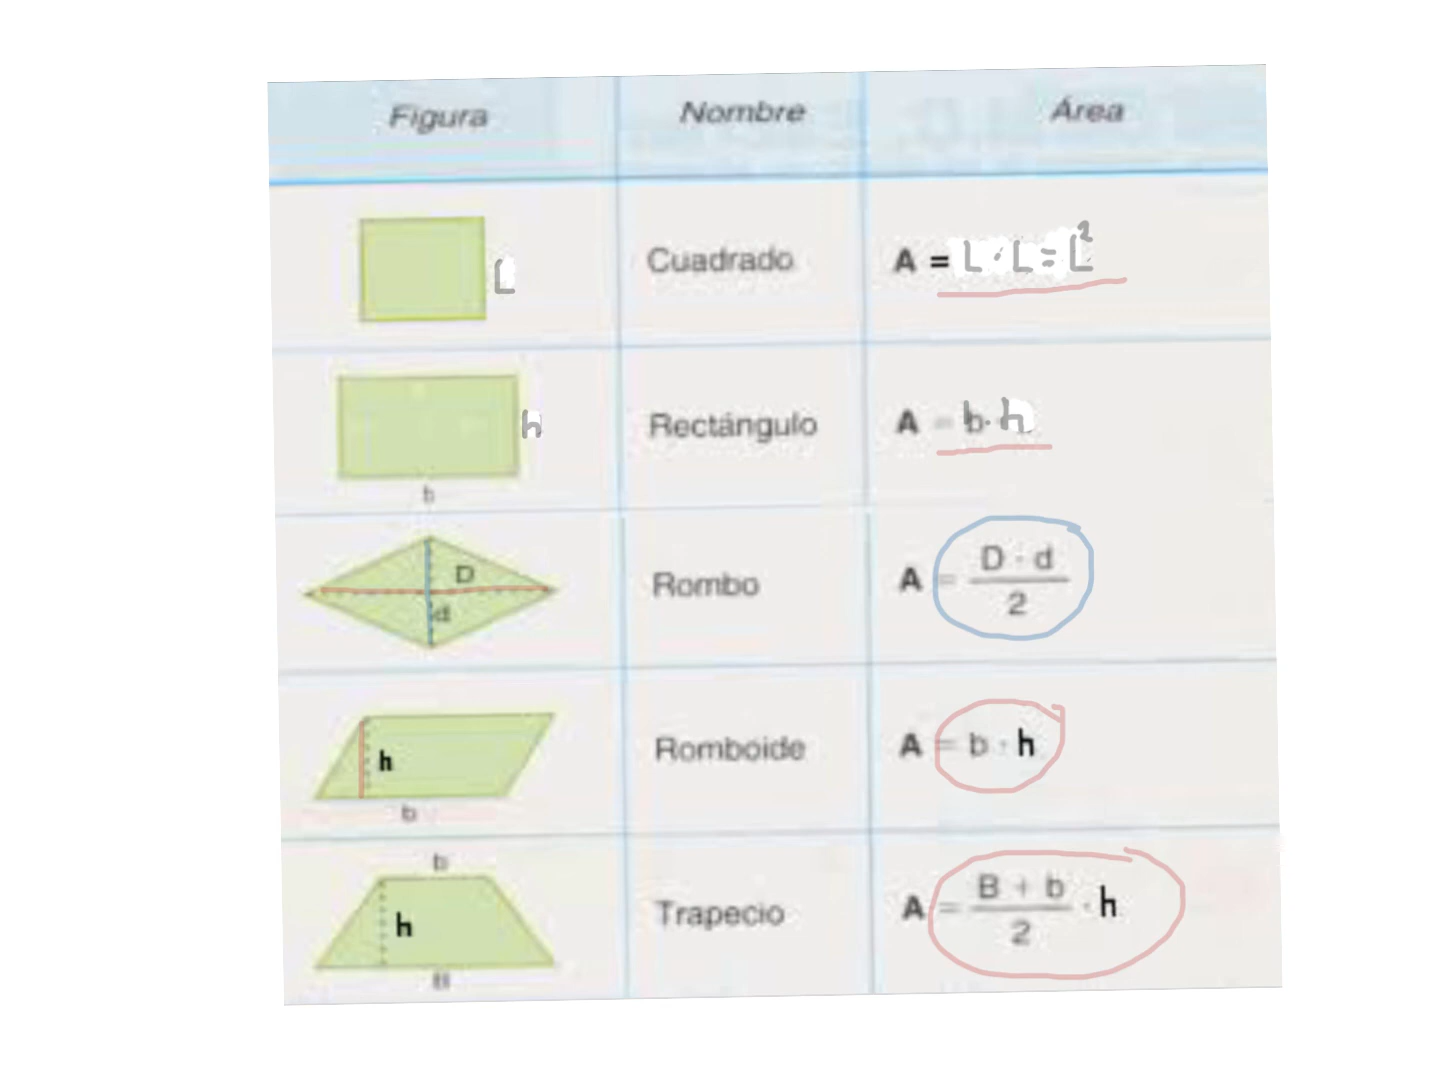 Figura Nombre Área
L Cuadrado A = L · L = L²
h Rectángulo A = b · h
b
D d Rombo A = D · d / 2
h Romboide A = b · h
b
b
h Trapecio A = B + b / 2 · h
B